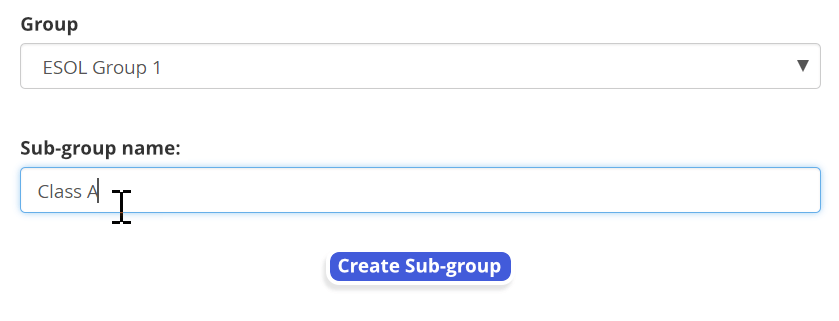 Group
ESOL Group 1
Sub-group name:
Class A
Create Sub-group